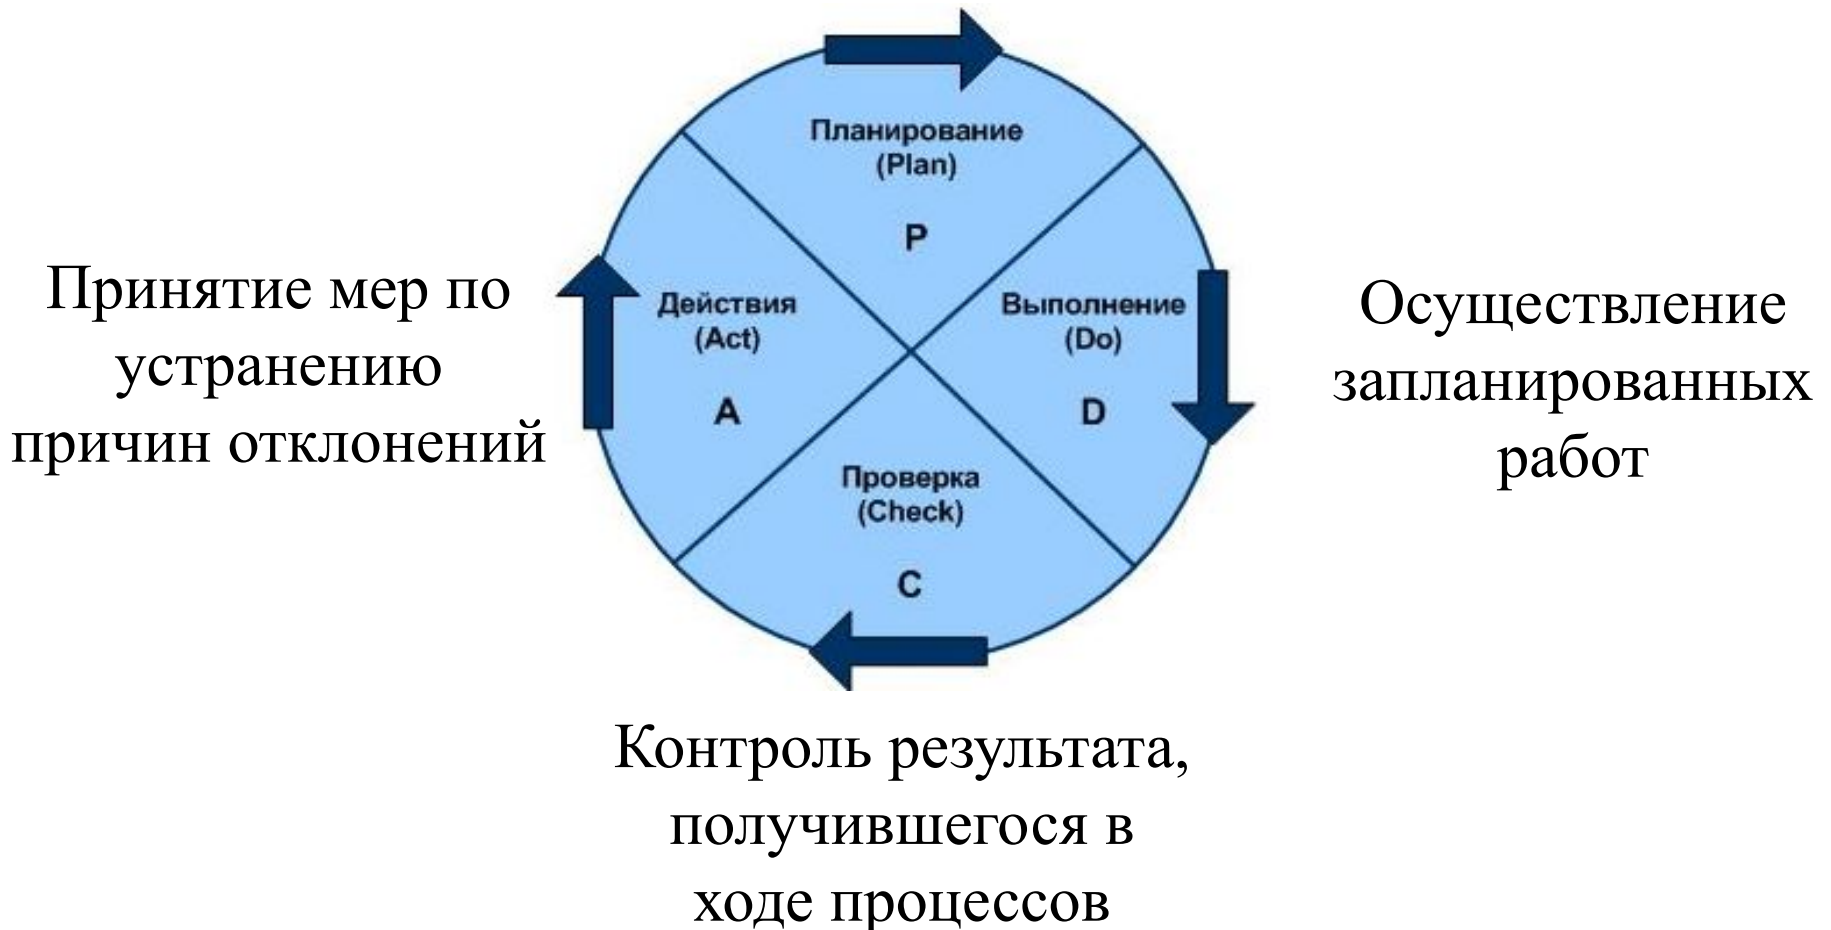 Планирование
(Plan)
P
Принятие мер по
устранению
причин отклонений
Действия
(Act)
A
Выполнение
(Do)
D
Осуществление
запланированных
работ
Проверка
(Check)
C
Контроль результата,
получившегося в
ходе процессов